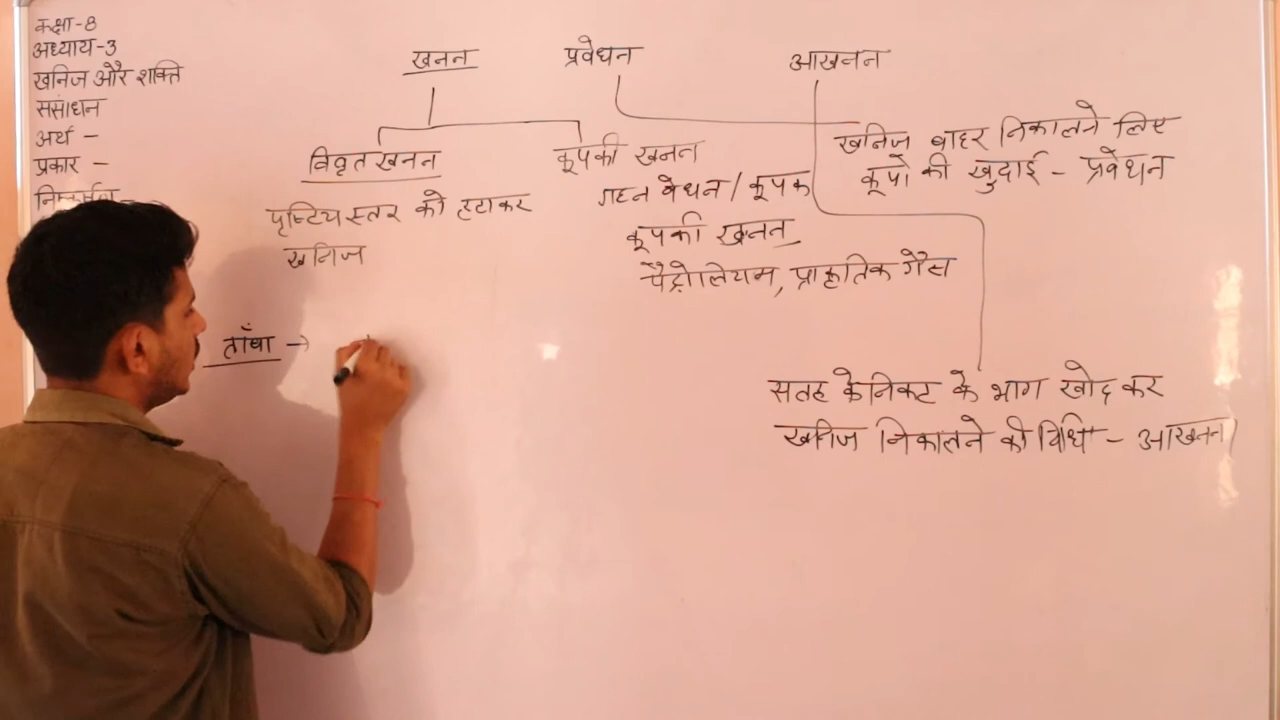 कक्षा-8
अध्याय-3
खनिज और शक्ति
संसाधन
अर्थ -
प्रकार -
खनन
प्रवेधन
आखनन
विवृत खनन
पृष्टिय स्तर को हटाकर
खनिज
कूपकी खनन
गहन वेधन / कूपक
कूपकी खनन
पैट्रोलियम, प्राकृतिक गैस
खनिज बाहर निकालने लिए
कूपो की खुदाई - प्रवेधन
सतह के निकट के भाग खोद कर
खनिज निकालने की विधि - आखनन
ताँबा →